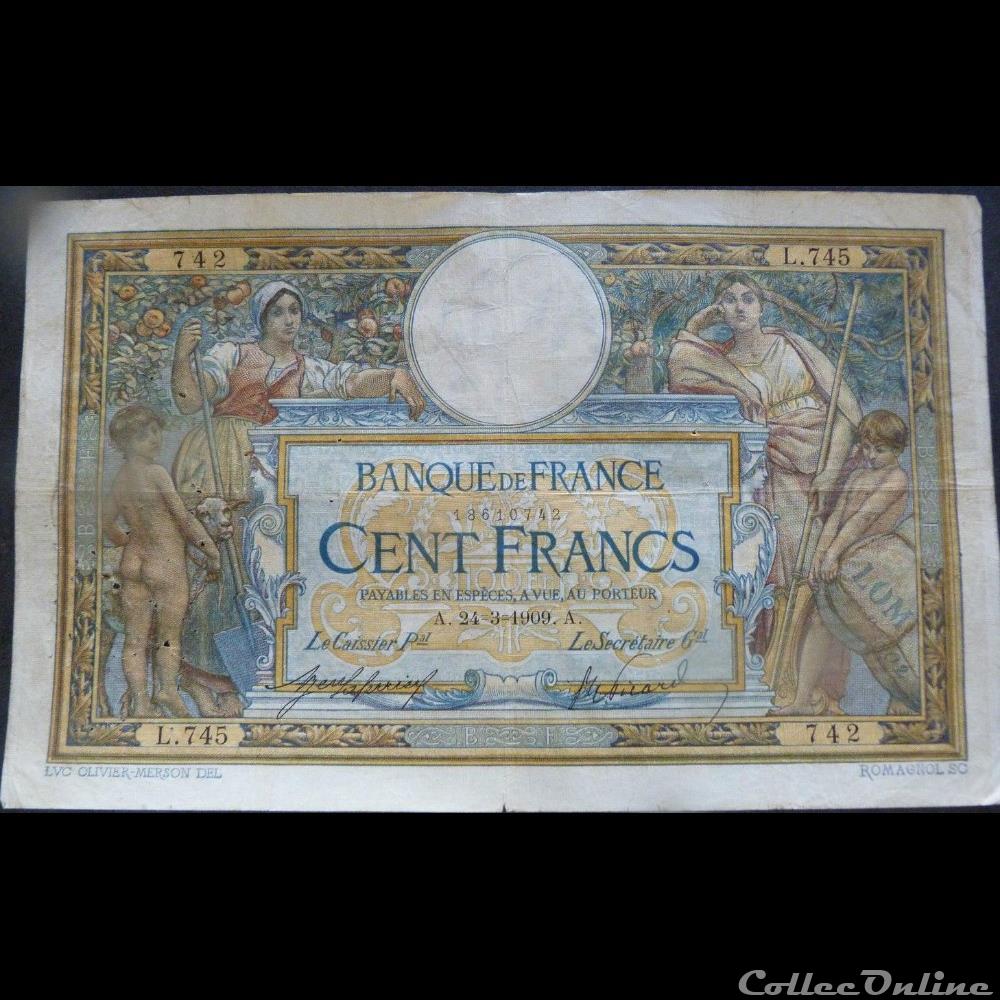 742 L.745
BANQUE DE FRANCE
18610742
CENT FRANCS
PAYABLES EN ESPÈCES, A VUE, AU PORTEUR
A. 24-3-1909. A.
Le Caissier Pal Le Secrétaire Gal
L.745 B F 742
LVC OLIVIER-MERSON DEL ROMAGNOL SC
CollecOnline